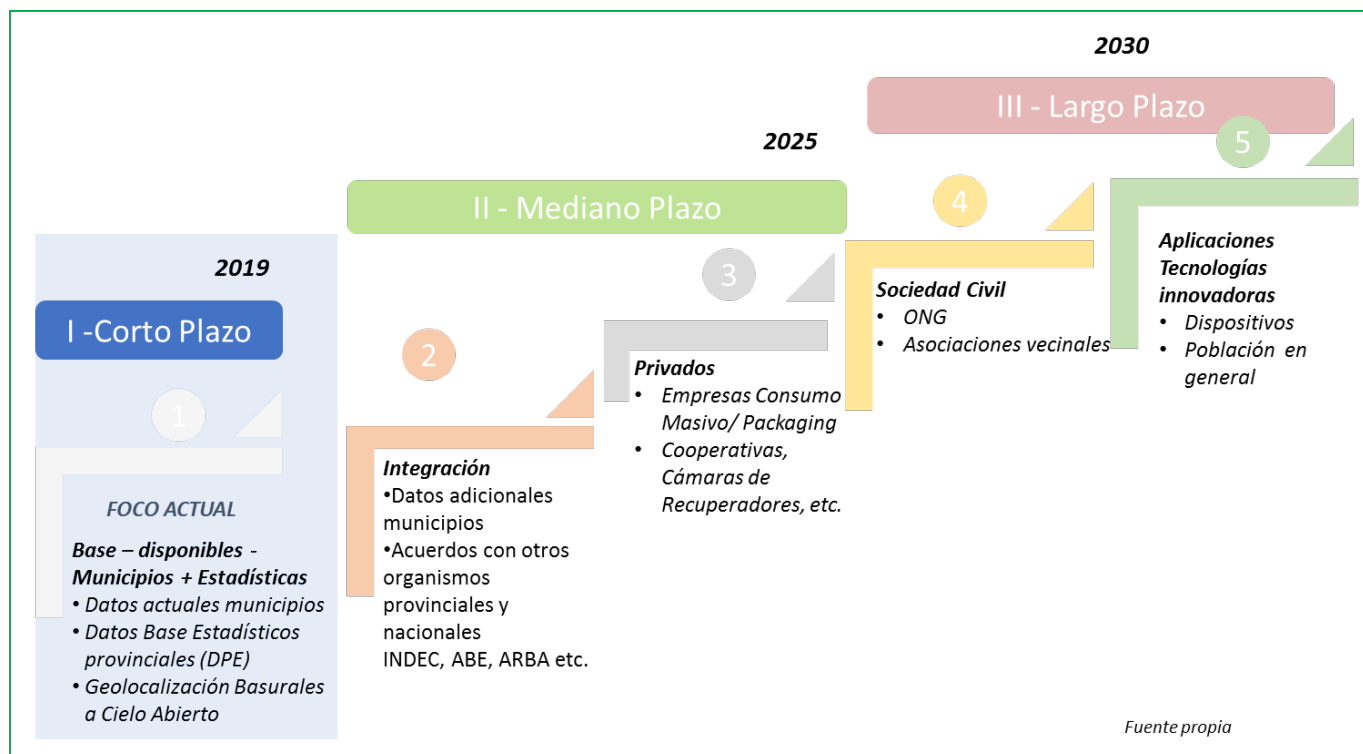 2019
I -Corto Plazo
1
FOCO ACTUAL
Base – disponibles -
Municipios + Estadísticas
• Datos actuales municipios
• Datos Base Estadísticos
provinciales (DPE)
• Geolocalización Basurales
a Cielo Abierto
2025
II - Mediano Plazo
2
Integración
•Datos adicionales
municipios
•Acuerdos con otros
organismos
provinciales y
nacionales
INDEC, ABE, ARBA etc.
3
Privados
• Empresas Consumo
Masivo/ Packaging
• Cooperativas,
Cámaras de
Recuperadores, etc.
2030
III - Largo Plazo
4
Sociedad Civil
• ONG
• Asociaciones vecinales
5
Aplicaciones
Tecnologías
innovadoras
• Dispositivos
• Población en
general
Fuente propia